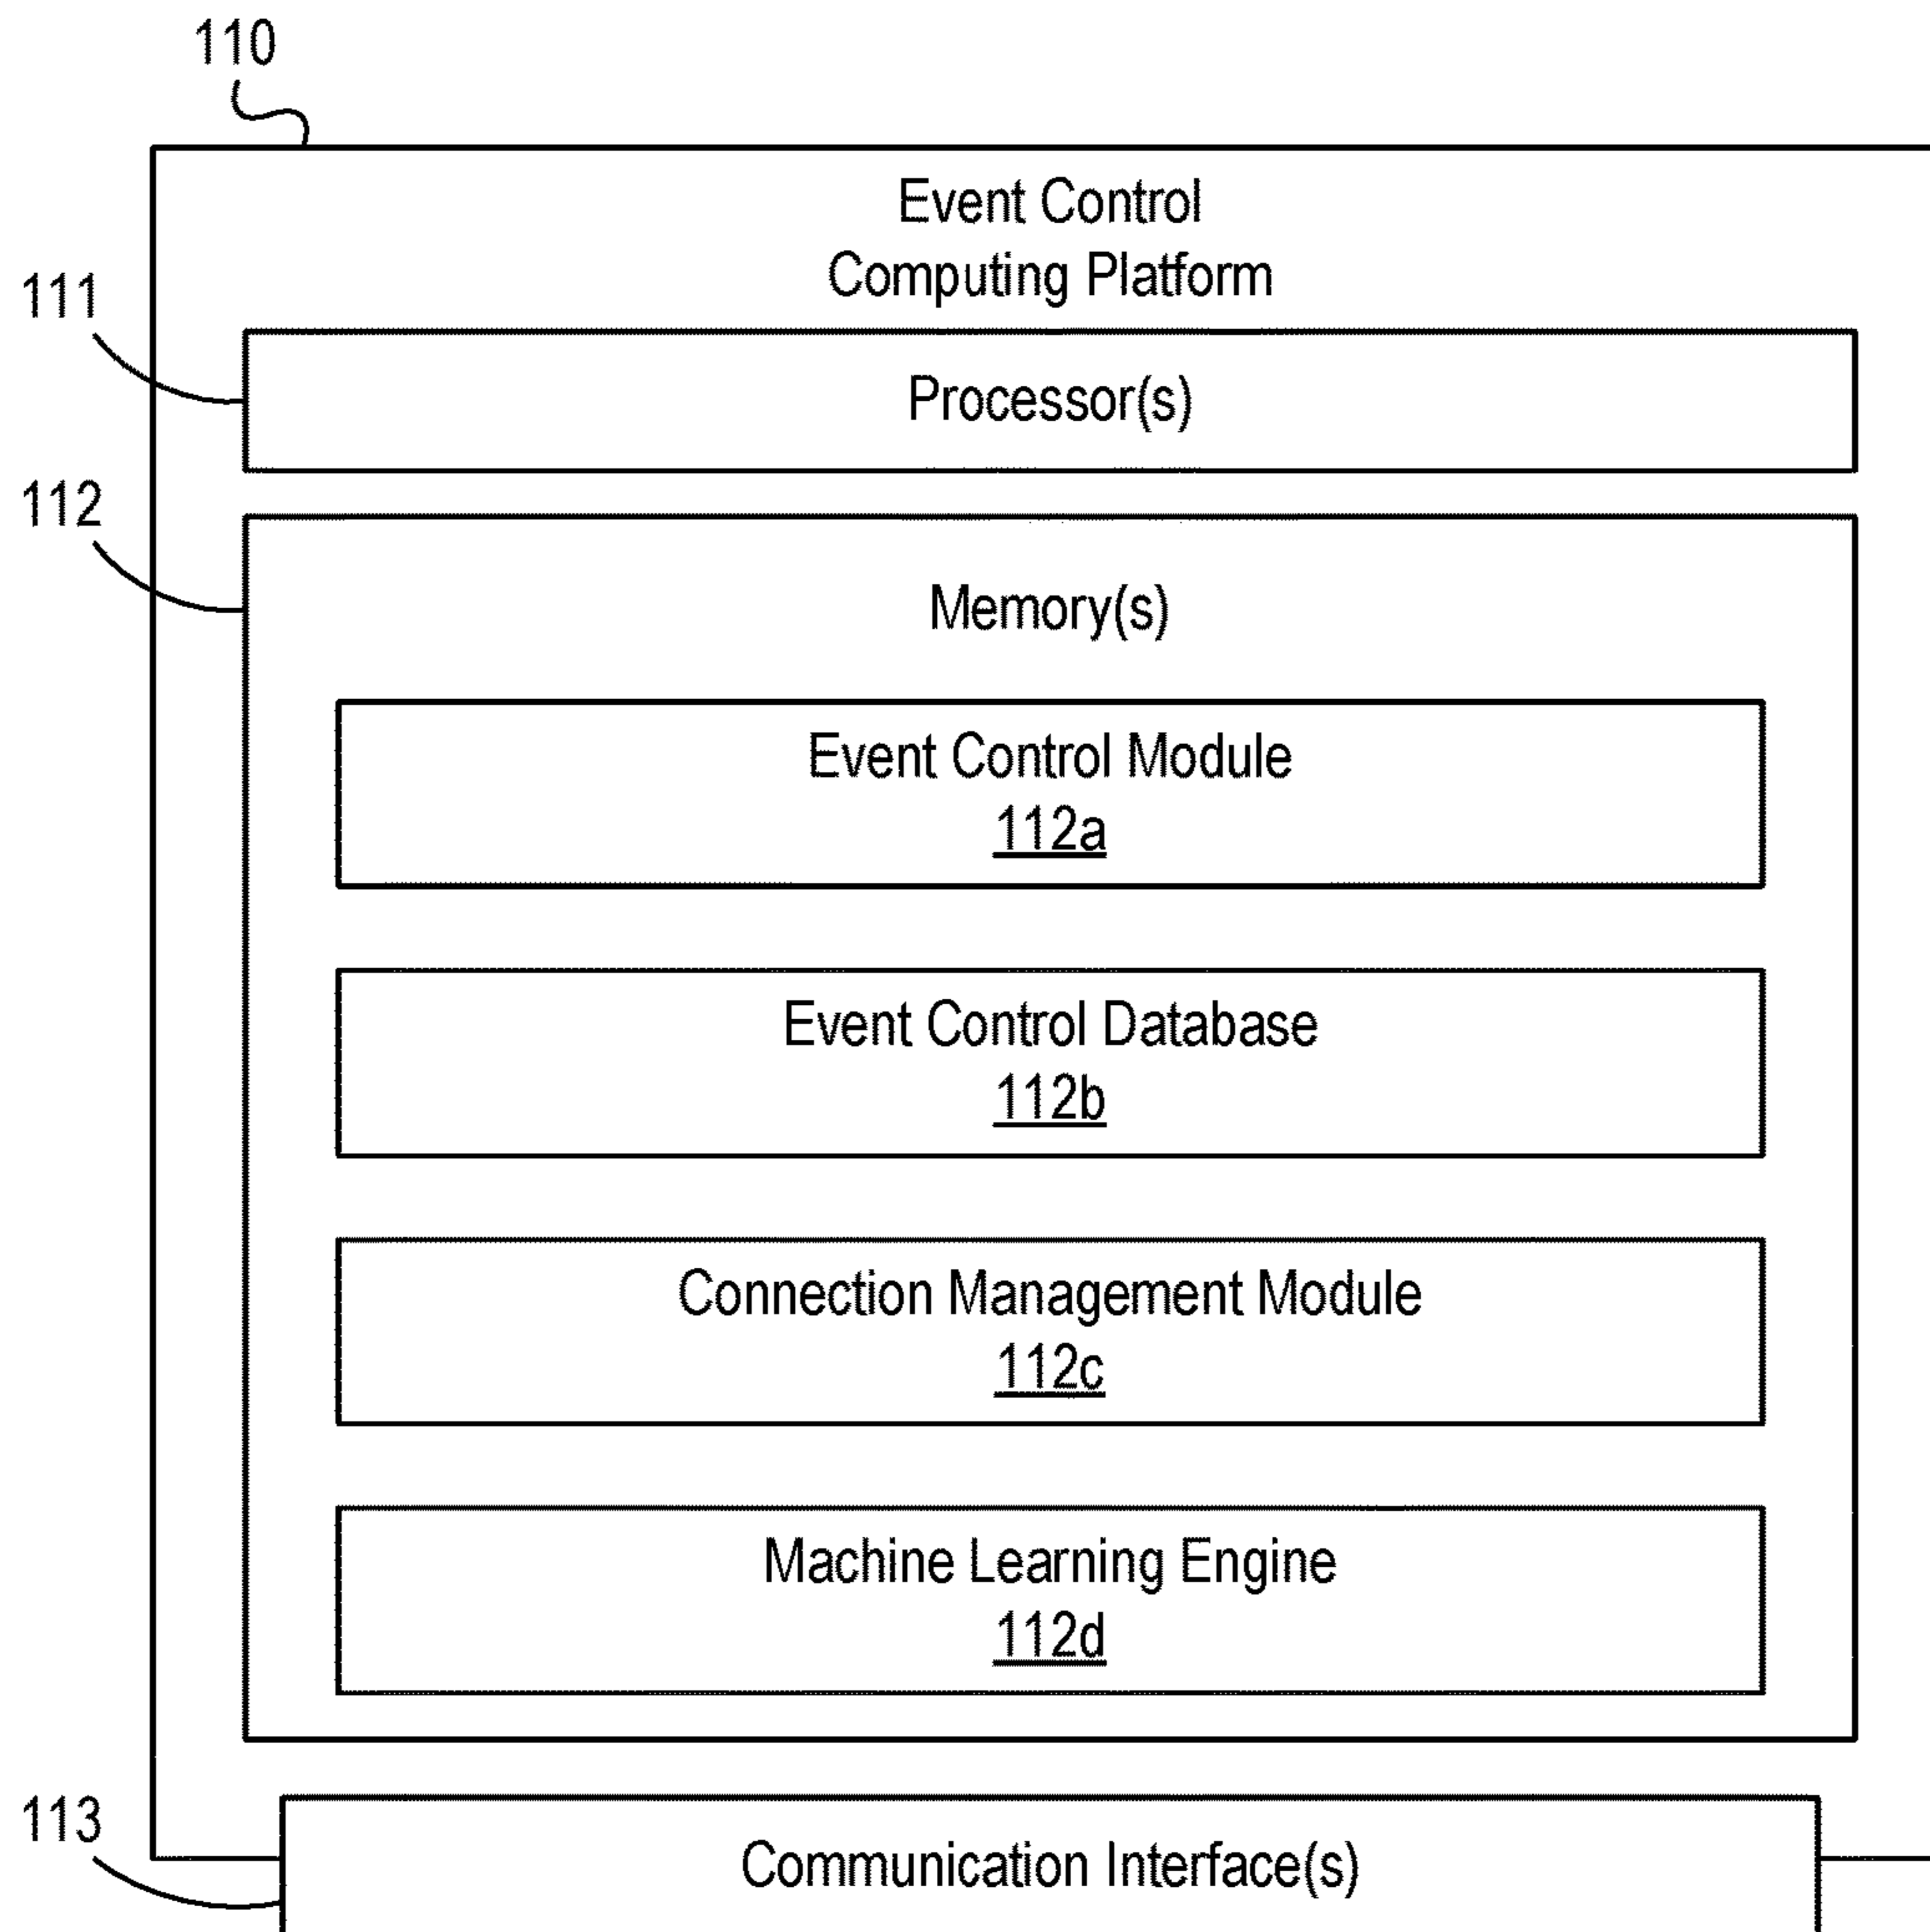 110
Event Control
Computing Platform
111
Processor(s)
112
Memory(s)
Event Control Module
112a
Event Control Database
112b
Connection Management Module
112c
Machine Learning Engine
112d
113
Communication Interface(s)